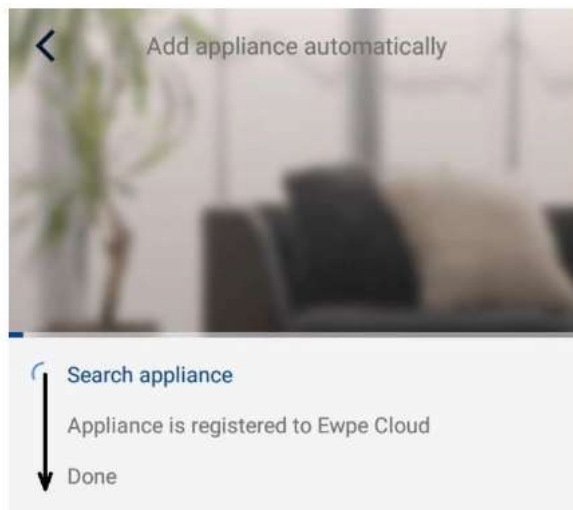 Add appliance automatically
Search appliance
Appliance is registered to Ewpe Cloud
Done